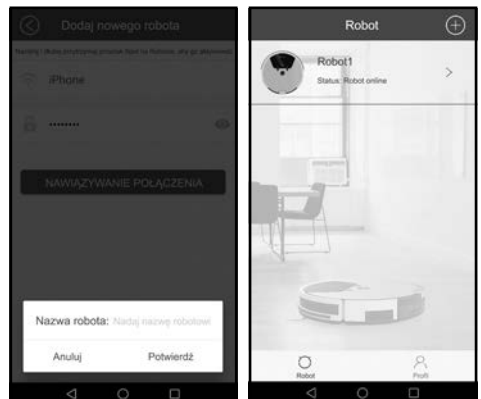 Dodaj nowego robota
iPhone
••••••••
NAWIĄZYWANIE POŁĄCZENIA
Nazwa robota: Nadaj nazwę robotowi
Anuluj Potwierdź
Robot
Robot1
Status: Robot online
Robot Profil